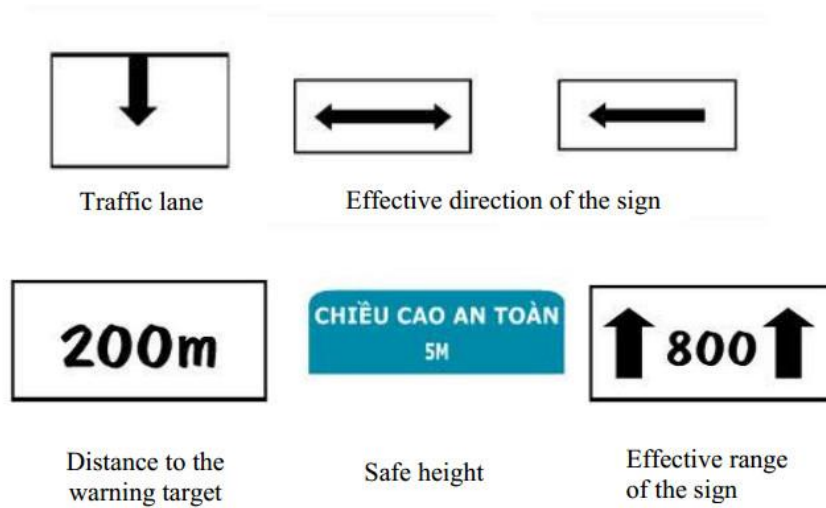 Traffic lane
Effective direction of the sign
200m
CHIỀU CAO AN TOÀN
5M
800
Distance to the
warning target
Safe height
Effective range
of the sign